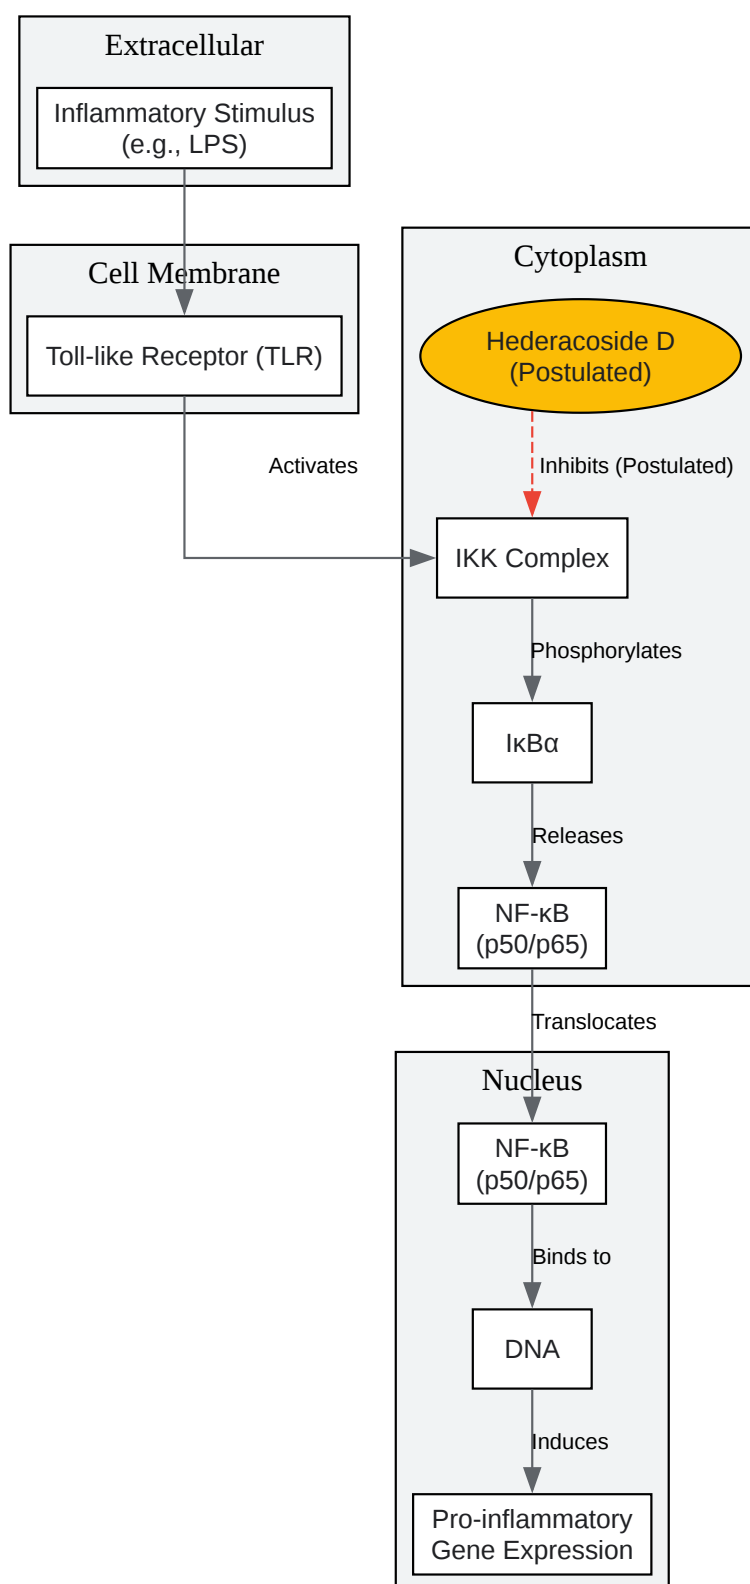 Extracellular
Inflammatory Stimulus
(e.g., LPS)
Cell Membrane
Toll-like Receptor (TLR)
Activates
Cytoplasm
Hederacoside D
(Postulated)
Inhibits (Postulated)
IKK Complex
Phosphorylates
IκBα
Releases
NF-κB
(p50/p65)
Translocates
Nucleus
NF-κB
(p50/p65)
Binds to
DNA
Induces
Pro-inflammatory
Gene Expression